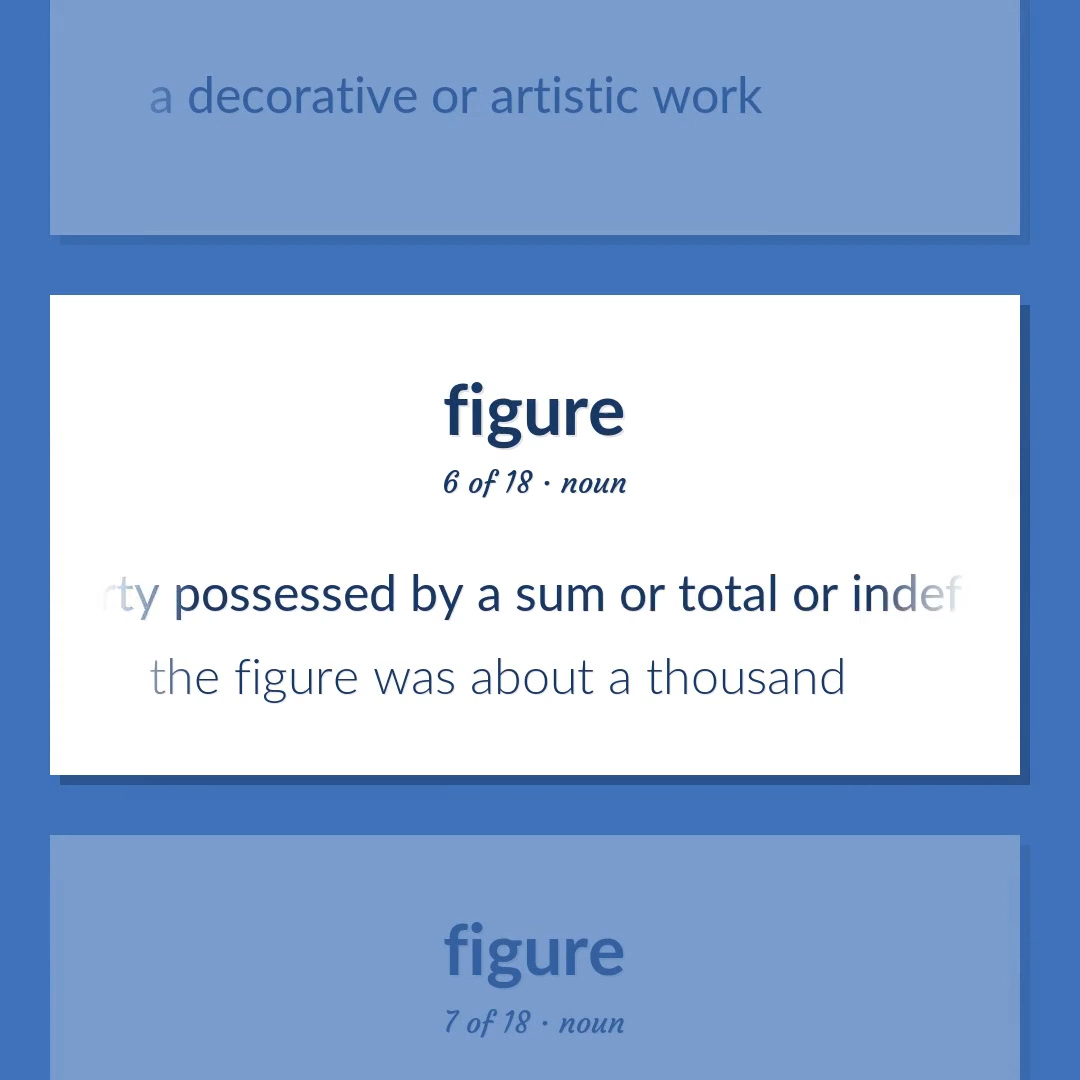 a decorative or artistic work
figure
6 of 18 · noun
possessed by a sum or total or
the figure was about a thousand
figure
7 of 18 · noun